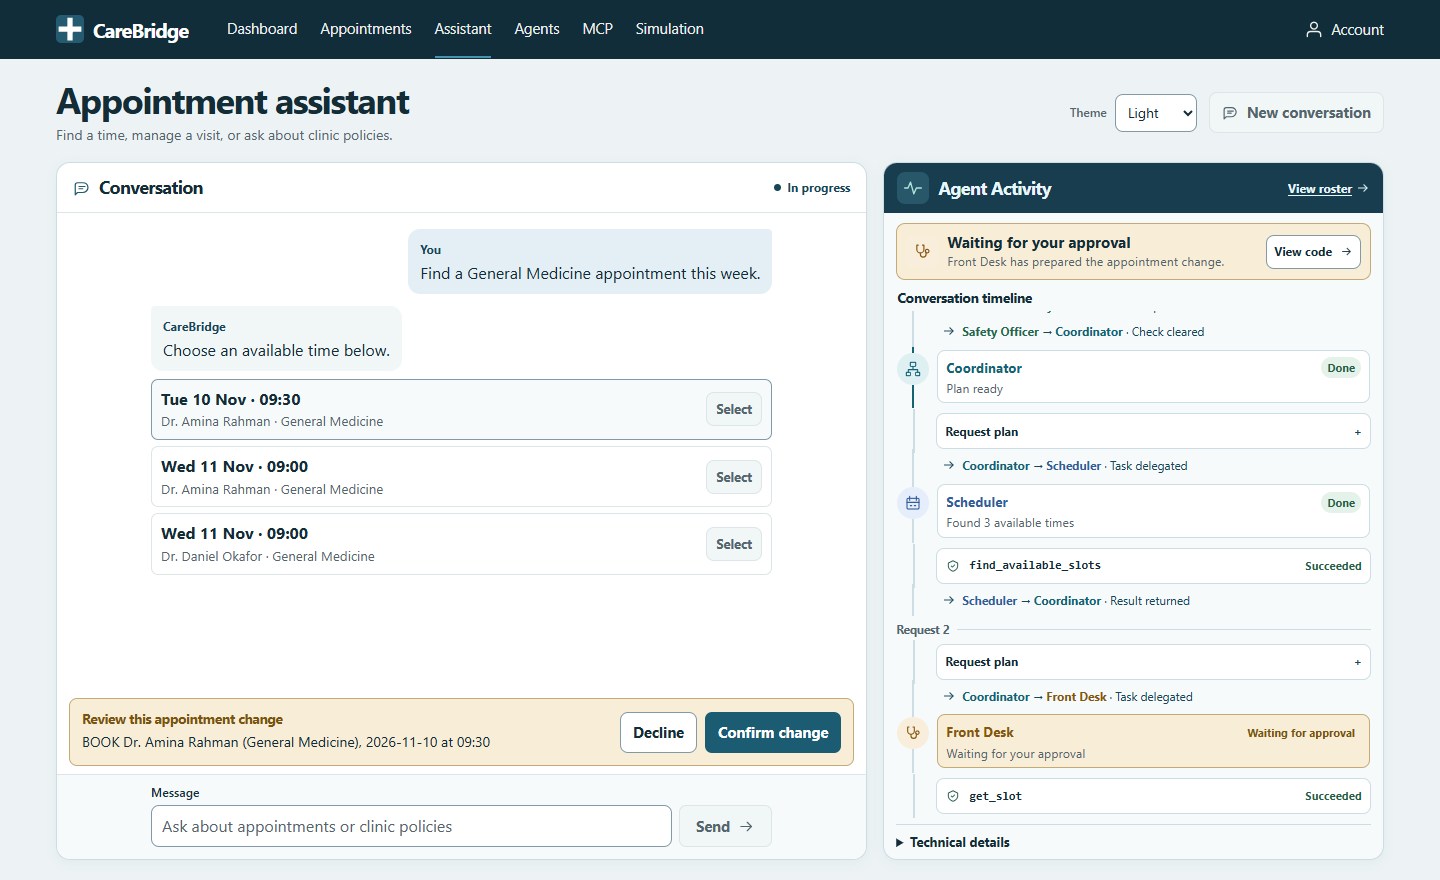 CareBridge
Dashboard
Appointments
Assistant
Agents
MCP
Simulation
Account
Appointment assistant
Find a time, manage a visit, or ask about clinic policies.
Theme
Light
New conversation
Conversation
In progress
You
Find a General Medicine appointment this week.
CareBridge
Choose an available time below.
Tue 10 Nov · 09:30
Dr. Amina Rahman · General Medicine
Select
Wed 11 Nov · 09:00
Dr. Amina Rahman · General Medicine
Select
Wed 11 Nov · 09:00
Dr. Daniel Okafor · General Medicine
Select
Review this appointment change
BOOK Dr. Amina Rahman (General Medicine), 2026-11-10 at 09:30
Decline
Confirm change
Message
Ask about appointments or clinic policies
Send →
Agent Activity
View roster →
Waiting for your approval
Front Desk has prepared the appointment change.
View code →
Conversation timeline
→ Safety Officer → Coordinator · Check cleared
Coordinator
Done
Plan ready
Request plan
+
→ Coordinator → Scheduler · Task delegated
Scheduler
Done
Found 3 available times
find_available_slots
Succeeded
→ Scheduler → Coordinator · Result returned
Request 2
Request plan
+
→ Coordinator → Front Desk · Task delegated
Front Desk
Waiting for approval
Waiting for your approval
get_slot
Succeeded
▶ Technical details